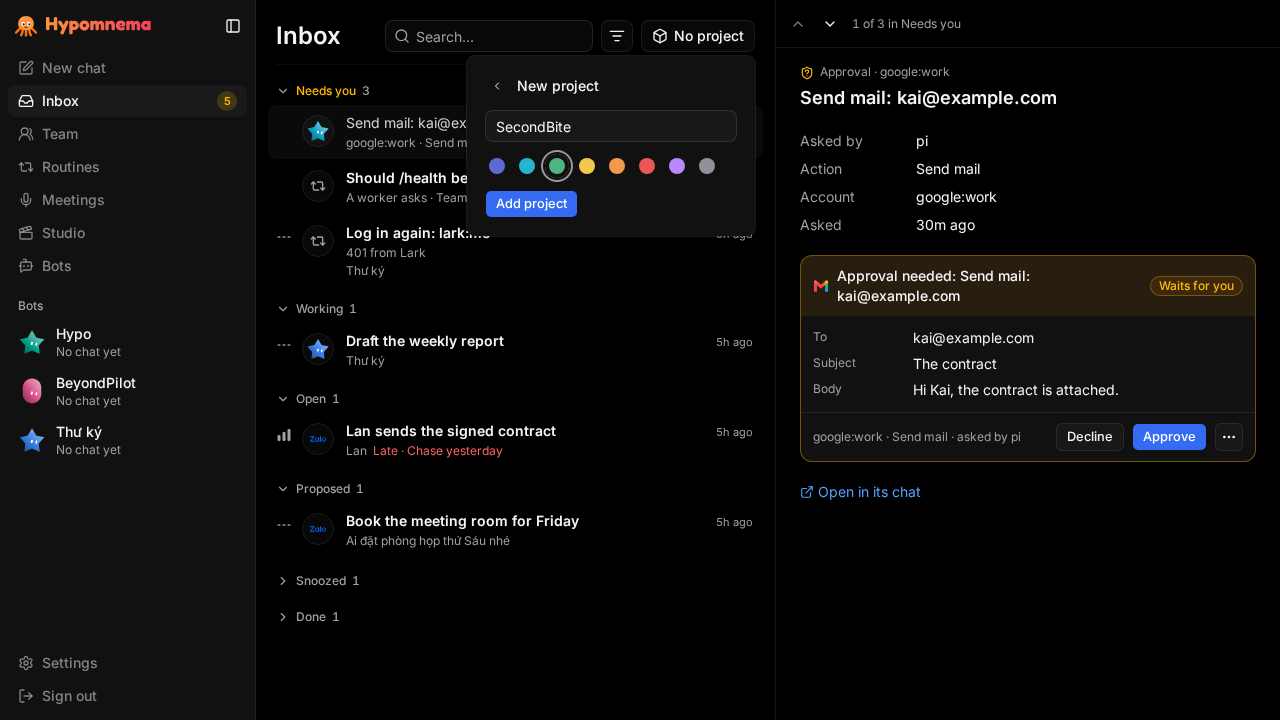 Hypomnema
New chat
Inbox
5
Team
Routines
Meetings
Studio
Bots
Bots
Hypo
No chat yet
BeyondPilot
No chat yet
Thư ký
No chat yet
Settings
Sign out
Inbox
Search...
No project
New project
SecondBite
Add project
Needs you 3
Send mail: kai@ex
google:work · Send m
Should /health be
A worker asks · Team
Log in again: lark:me
401 from Lark
Thư ký
Working 1
Draft the weekly report
5h ago
Thư ký
Open 1
Lan sends the signed contract
5h ago
Lan Late · Chase yesterday
Proposed 1
Zalo
Book the meeting room for Friday
5h ago
Ai đặt phòng họp thứ Sáu nhé
Snoozed 1
Done 1
1 of 3 in Needs you
Approval · google:work
Send mail: kai@example.com
Asked by pi
Action Send mail
Account google:work
Asked 30m ago
Approval needed: Send mail:
kai@example.com
Waits for you
To kai@example.com
Subject The contract
Body Hi Kai, the contract is attached.
google:work · Send mail · asked by pi
Decline
Approve
Open in its chat